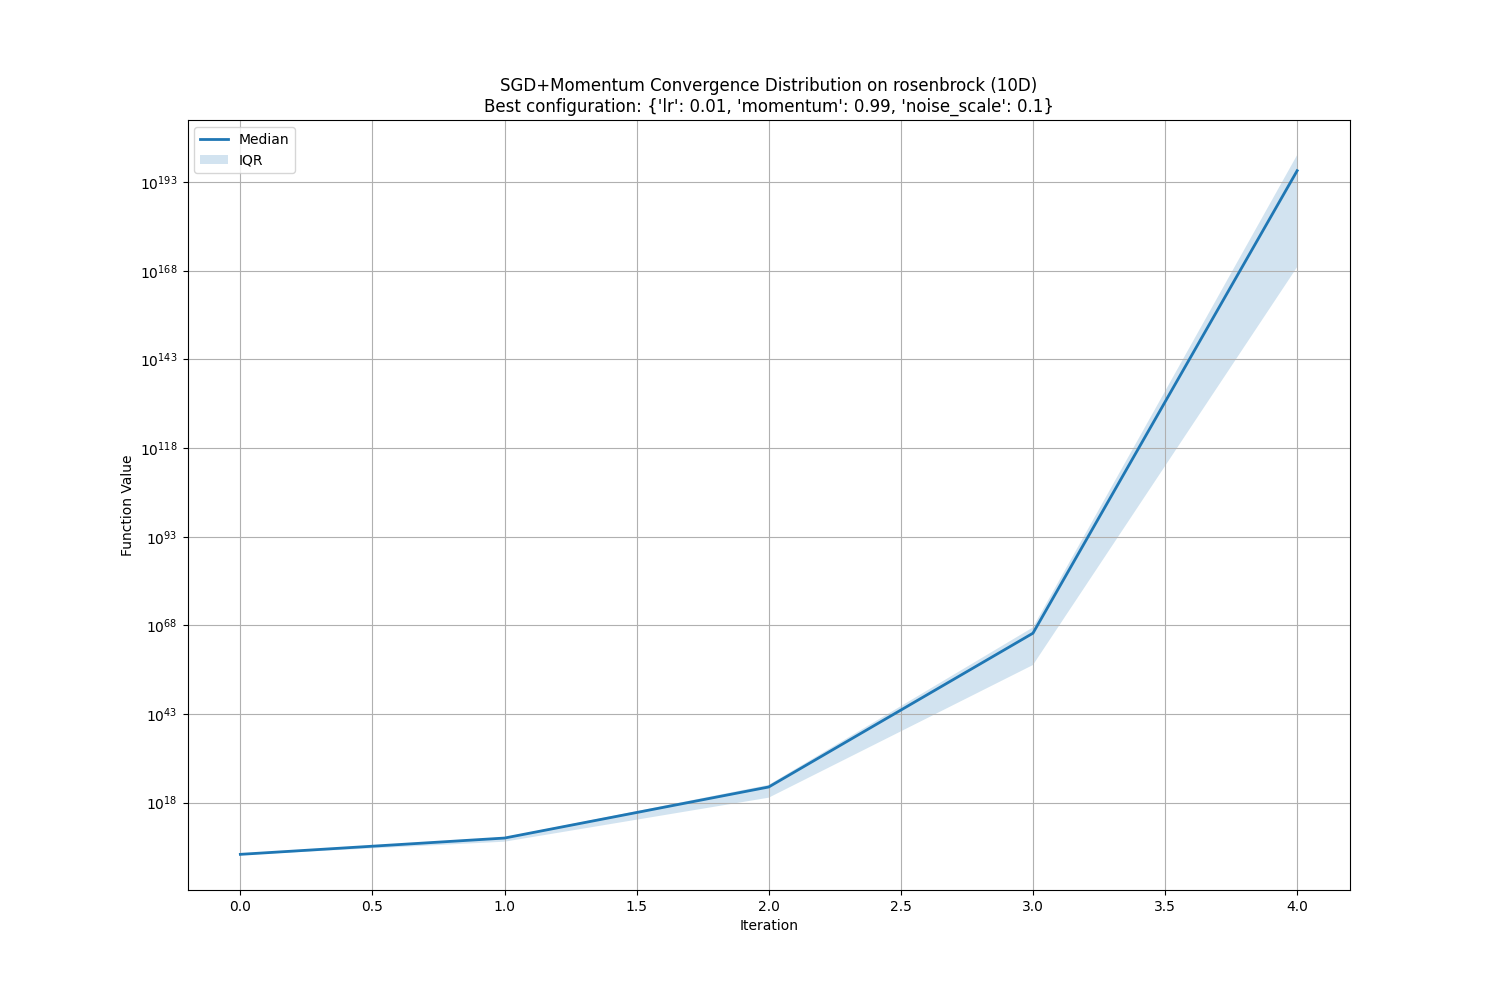 SGD+Momentum Convergence Distribution on rosenbrock (10D)
Best configuration: {'lr': 0.01, 'momentum': 0.99, 'noise_scale': 0.1}
Median
IQR
10^193
10^168
10^143
10^118
10^93
10^68
10^43
10^18
Function Value
0.0 0.5 1.0 1.5 2.0 2.5 3.0 3.5 4.0
Iteration